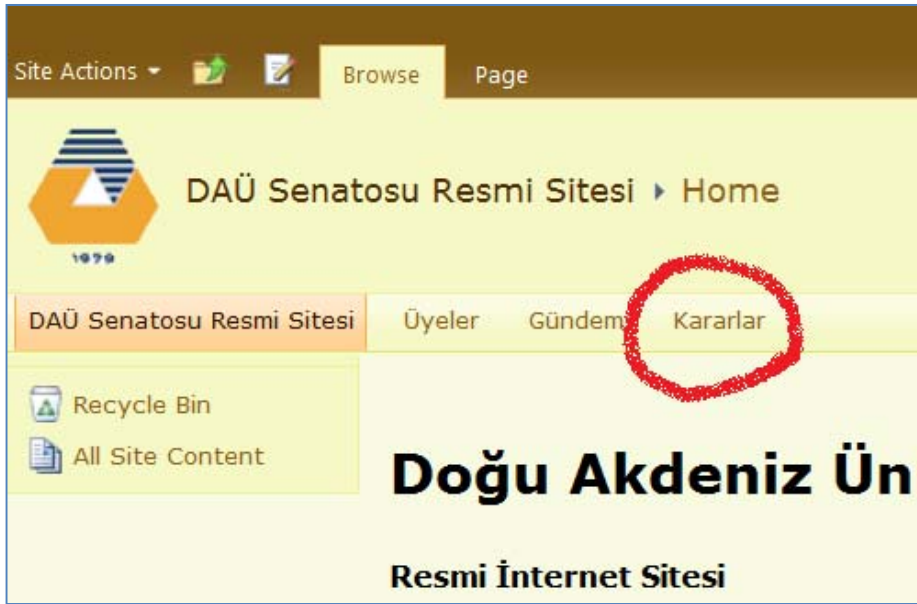 Site Actions Browse Page
DAÜ Senatosu Resmi Sitesi Home
1979
DAÜ Senatosu Resmi Sitesi Üyeler Gündem Kararlar
Recycle Bin
All Site Content
Doğu Akdeniz Ün
Resmi İnternet Sitesi